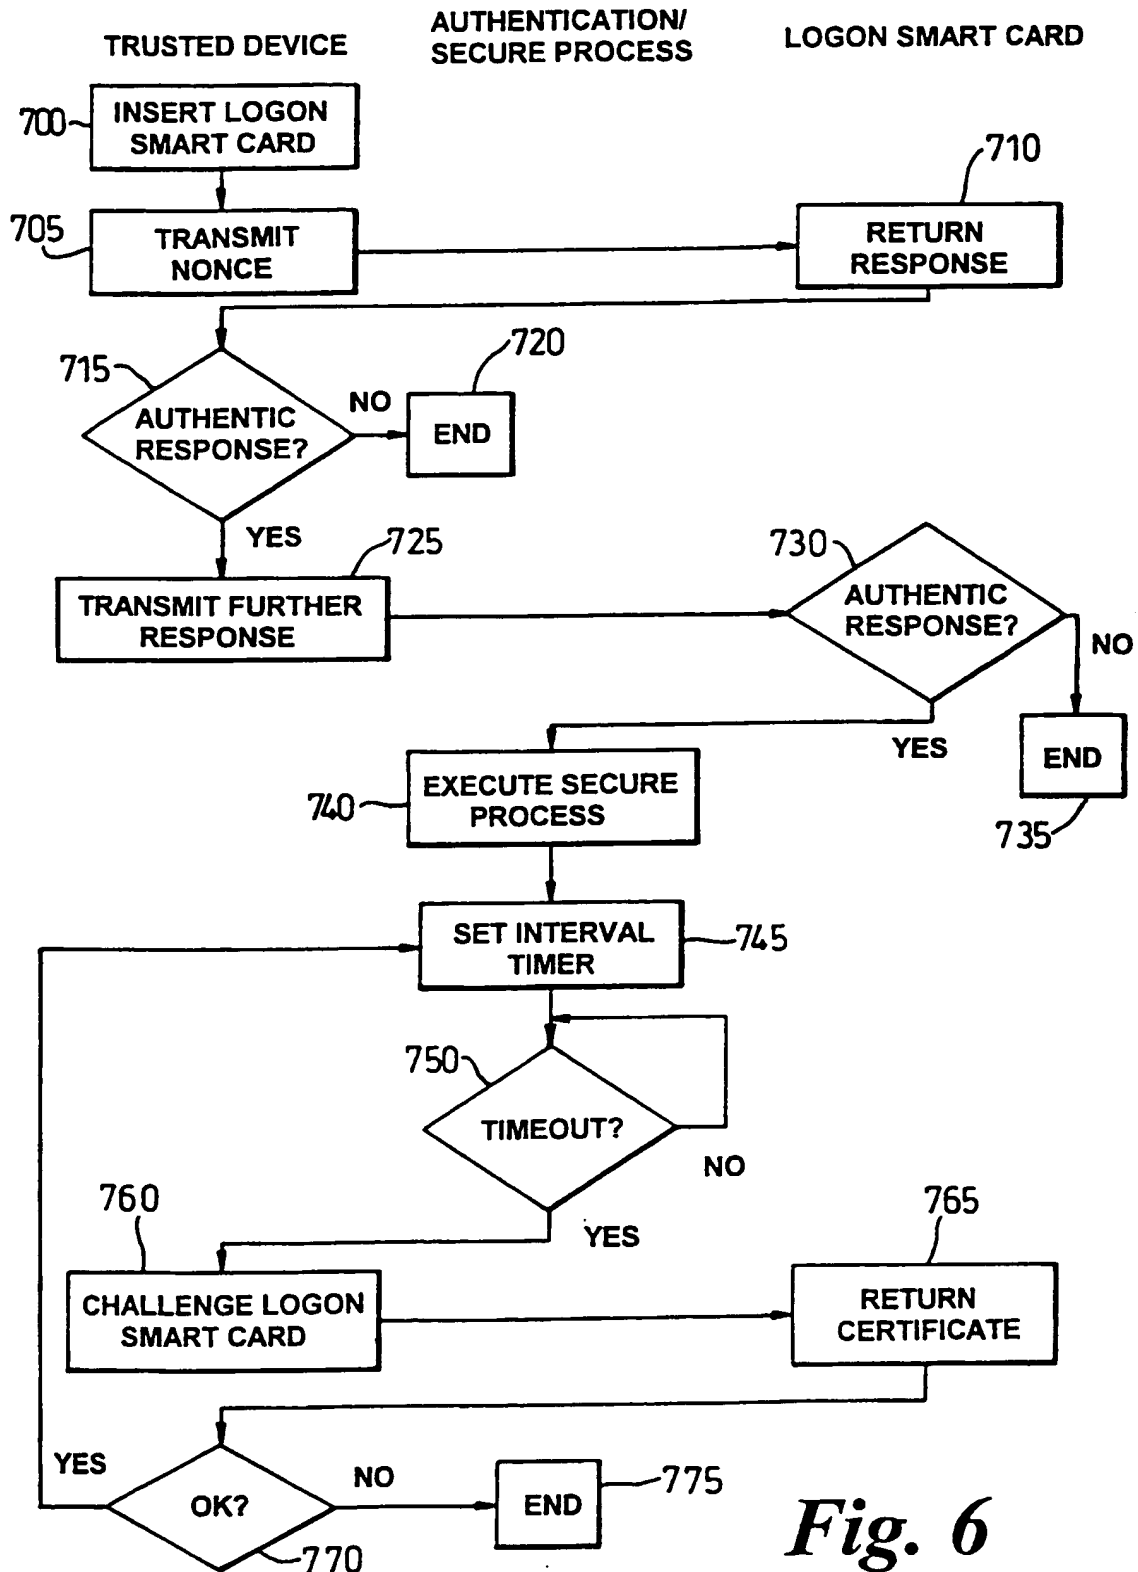 TRUSTED DEVICE
AUTHENTICATION/
SECURE PROCESS
LOGON SMART CARD
700
INSERT LOGON
SMART CARD
705
TRANSMIT
NONCE
710
RETURN
RESPONSE
715
AUTHENTIC
RESPONSE?
NO
720
END
YES
725
TRANSMIT FURTHER
RESPONSE
730
AUTHENTIC
RESPONSE?
NO
YES
END
735
740
EXECUTE SECURE
PROCESS
SET INTERVAL
TIMER
745
750
TIMEOUT?
NO
YES
760
CHALLENGE LOGON
SMART CARD
765
RETURN
CERTIFICATE
YES
OK?
NO
END
775
770
Fig. 6